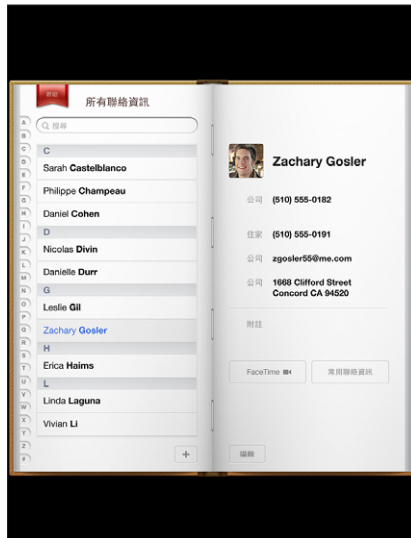 群組
所有聯絡資訊
搜尋
A
B
C
D
E
F
G
H
I
J
K
L
M
N
O
P
Q
R
S
T
U
V
W
X
Y
Z
#
C
Sarah Castelblanco
Philippe Champeau
Daniel Cohen
D
Nicolas Divin
Danielle Durr
G
Leslie Gil
Zachary Gosler
H
Erica Haims
L
Linda Laguna
Vivian Li
+
Zachary Gosler
公司 (510) 555-0182
住家 (510) 555-0191
公司 zgosler55@me.com
公司 1668 Clifford Street
Concord CA 94520
附註
FaceTime
常用聯絡資訊
編輯